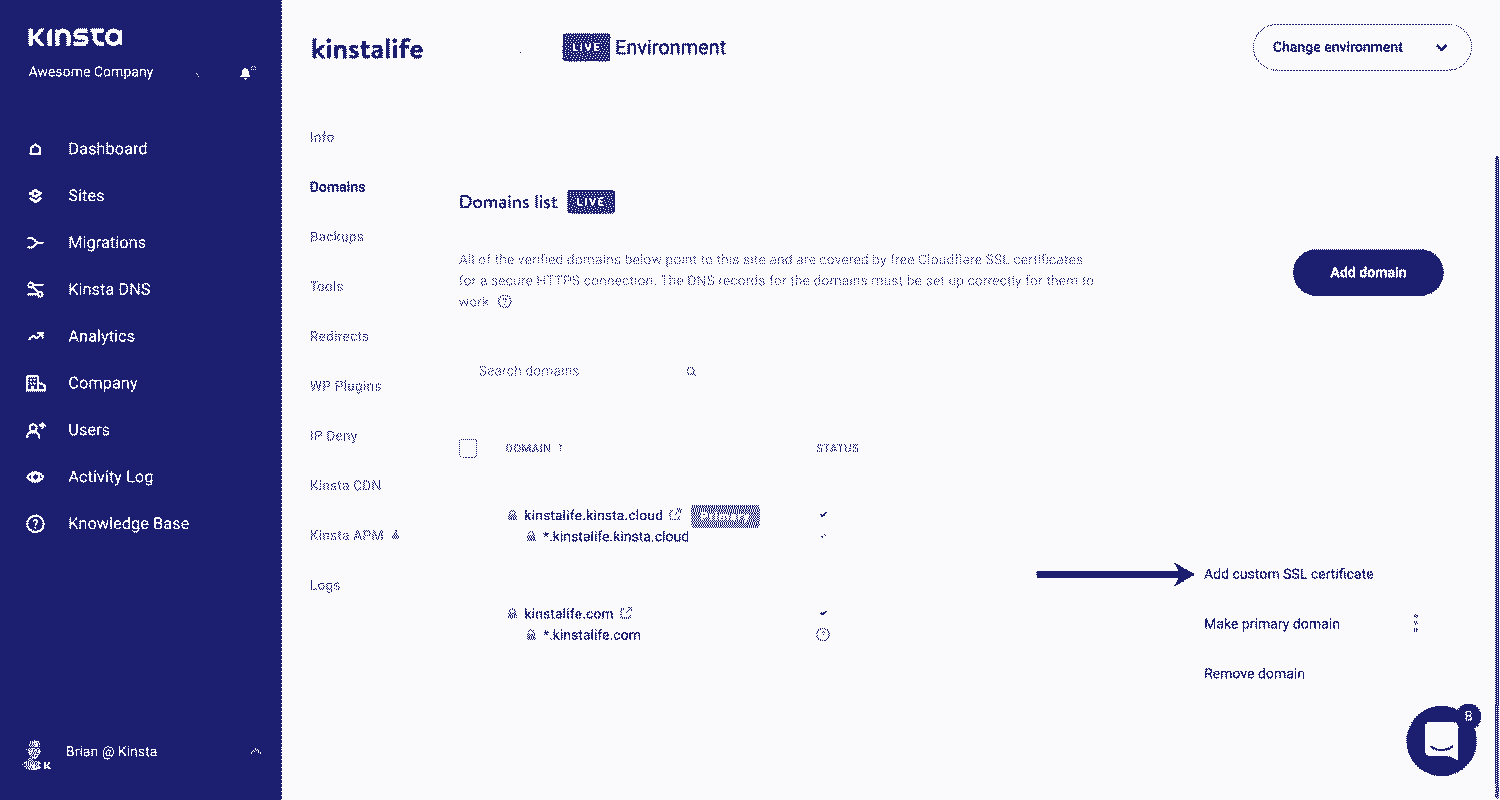 Kinsta
Awesome Company
Dashboard
Sites
Migrations
Kinsta DNS
Analytics
Company
Users
Activity Log
Knowledge Base
Brian @ Kinsta
kinstalife
LIVE Environment
Change environment
Info
Domains
Backups
Tools
Redirects
WP Plugins
IP Deny
Kinsta CDN
Kinsta APM
Logs
Domains list LIVE
All of the verified domains below point to this site and are covered by free Cloudflare SSL certificates
for a secure HTTPS connection. The DNS records for the domains must be set up correctly for them to
work.
Add domain
Search domains
DOMAIN ↑ STATUS
kinstalife.kinsta.cloud Primary
*.kinstalife.kinsta.cloud
kinstalife.com
*.kinstalife.com
Add custom SSL certificate
Make primary domain
Remove domain